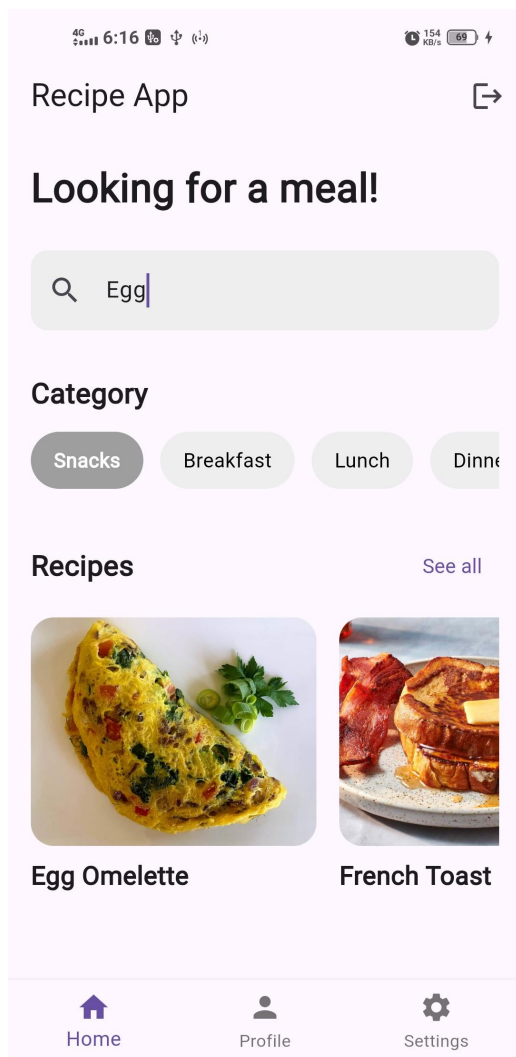 4G 6:16 154 KB/s 69
Recipe App
Looking for a meal!
Egg
Category
Snacks Breakfast Lunch Dinne
Recipes See all
Egg Omelette French Toast
Home Profile Settings